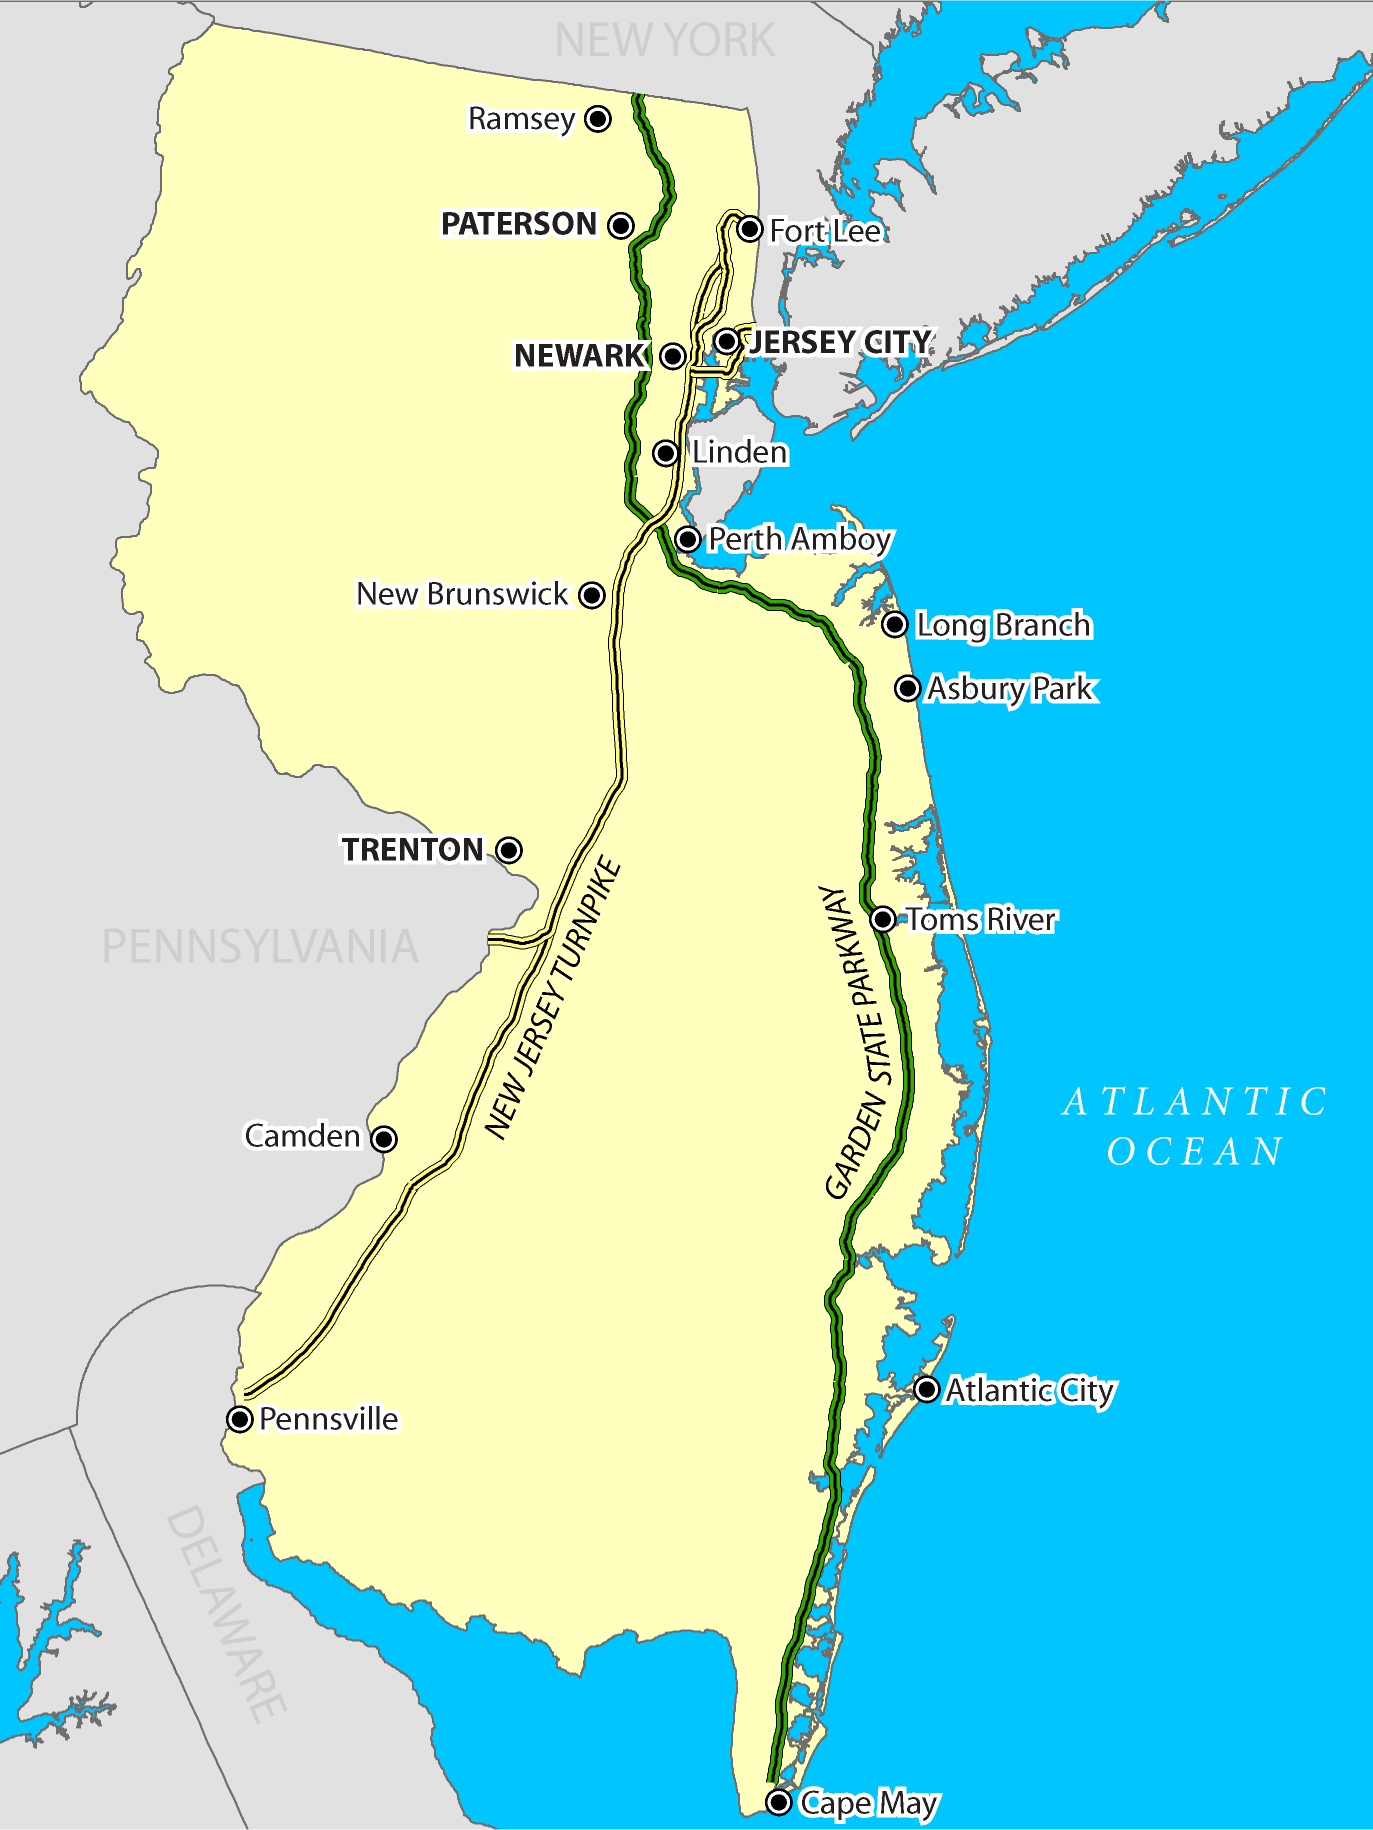 NEW YORK
Ramsey
PATERSON
Fort Lee
NEWARK
JERSEY CITY
Linden
Perth Amboy
New Brunswick
Long Branch
Asbury Park
TRENTON
Toms River
PENNSYLVANIA
NEW JERSEY TURNPIKE
GARDEN STATE PARKWAY
ATLANTIC
OCEAN
Camden
Atlantic City
Pennsville
DELAWARE
Cape May